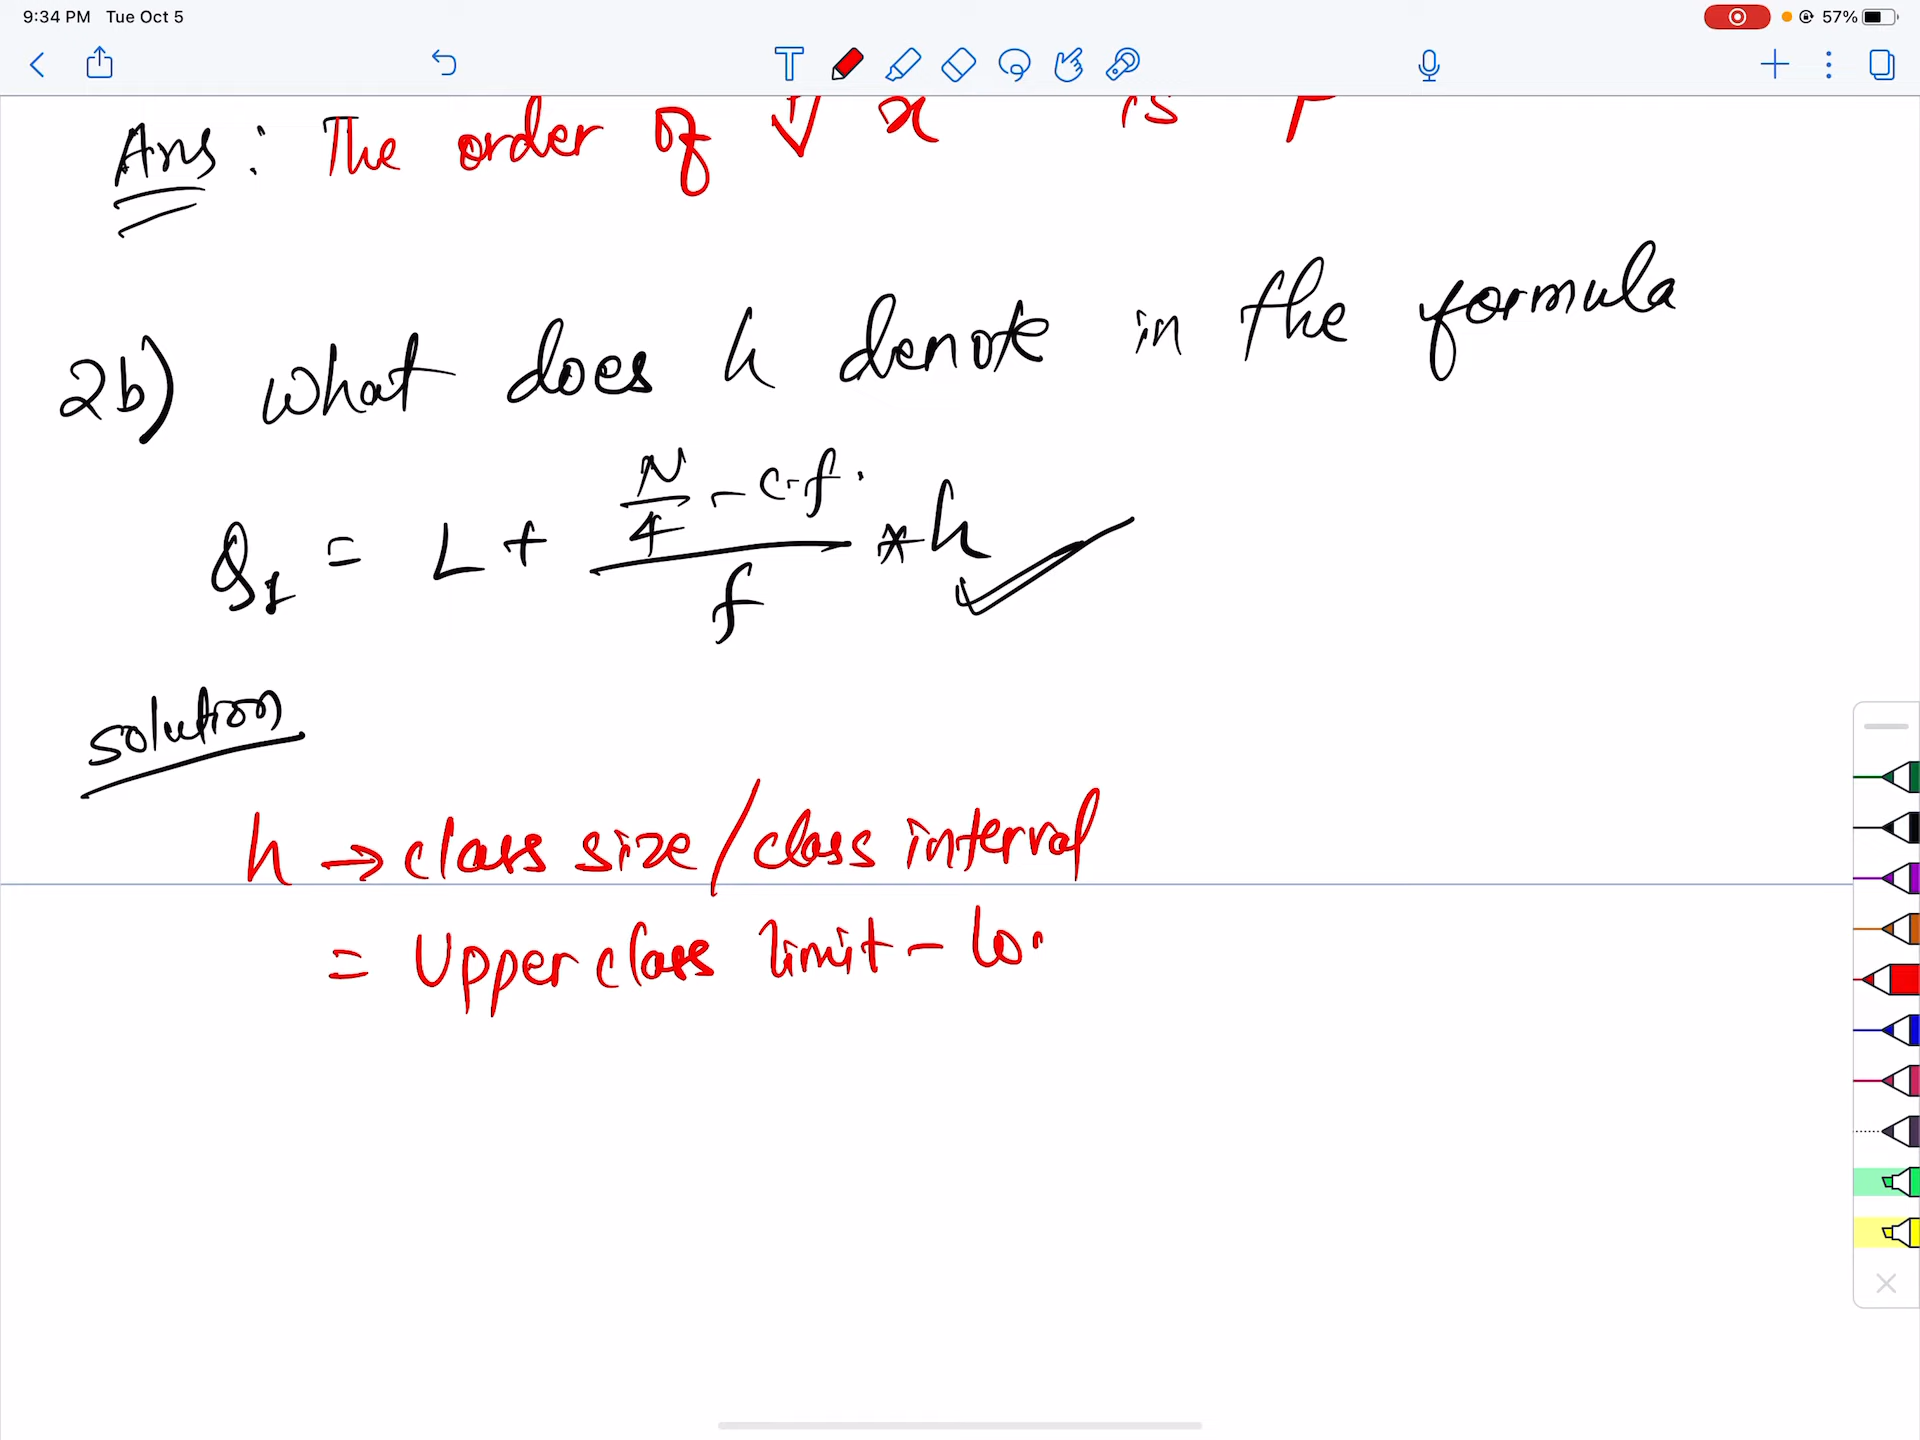 9:34 PM Tue Oct 5 57%
Ans : The order of √x is
2b) what does h denote in the formula
Q₁ = L + (N/4 - c.f.)/f * h
solution
h → class size / class interval
= Upper class limit - lo